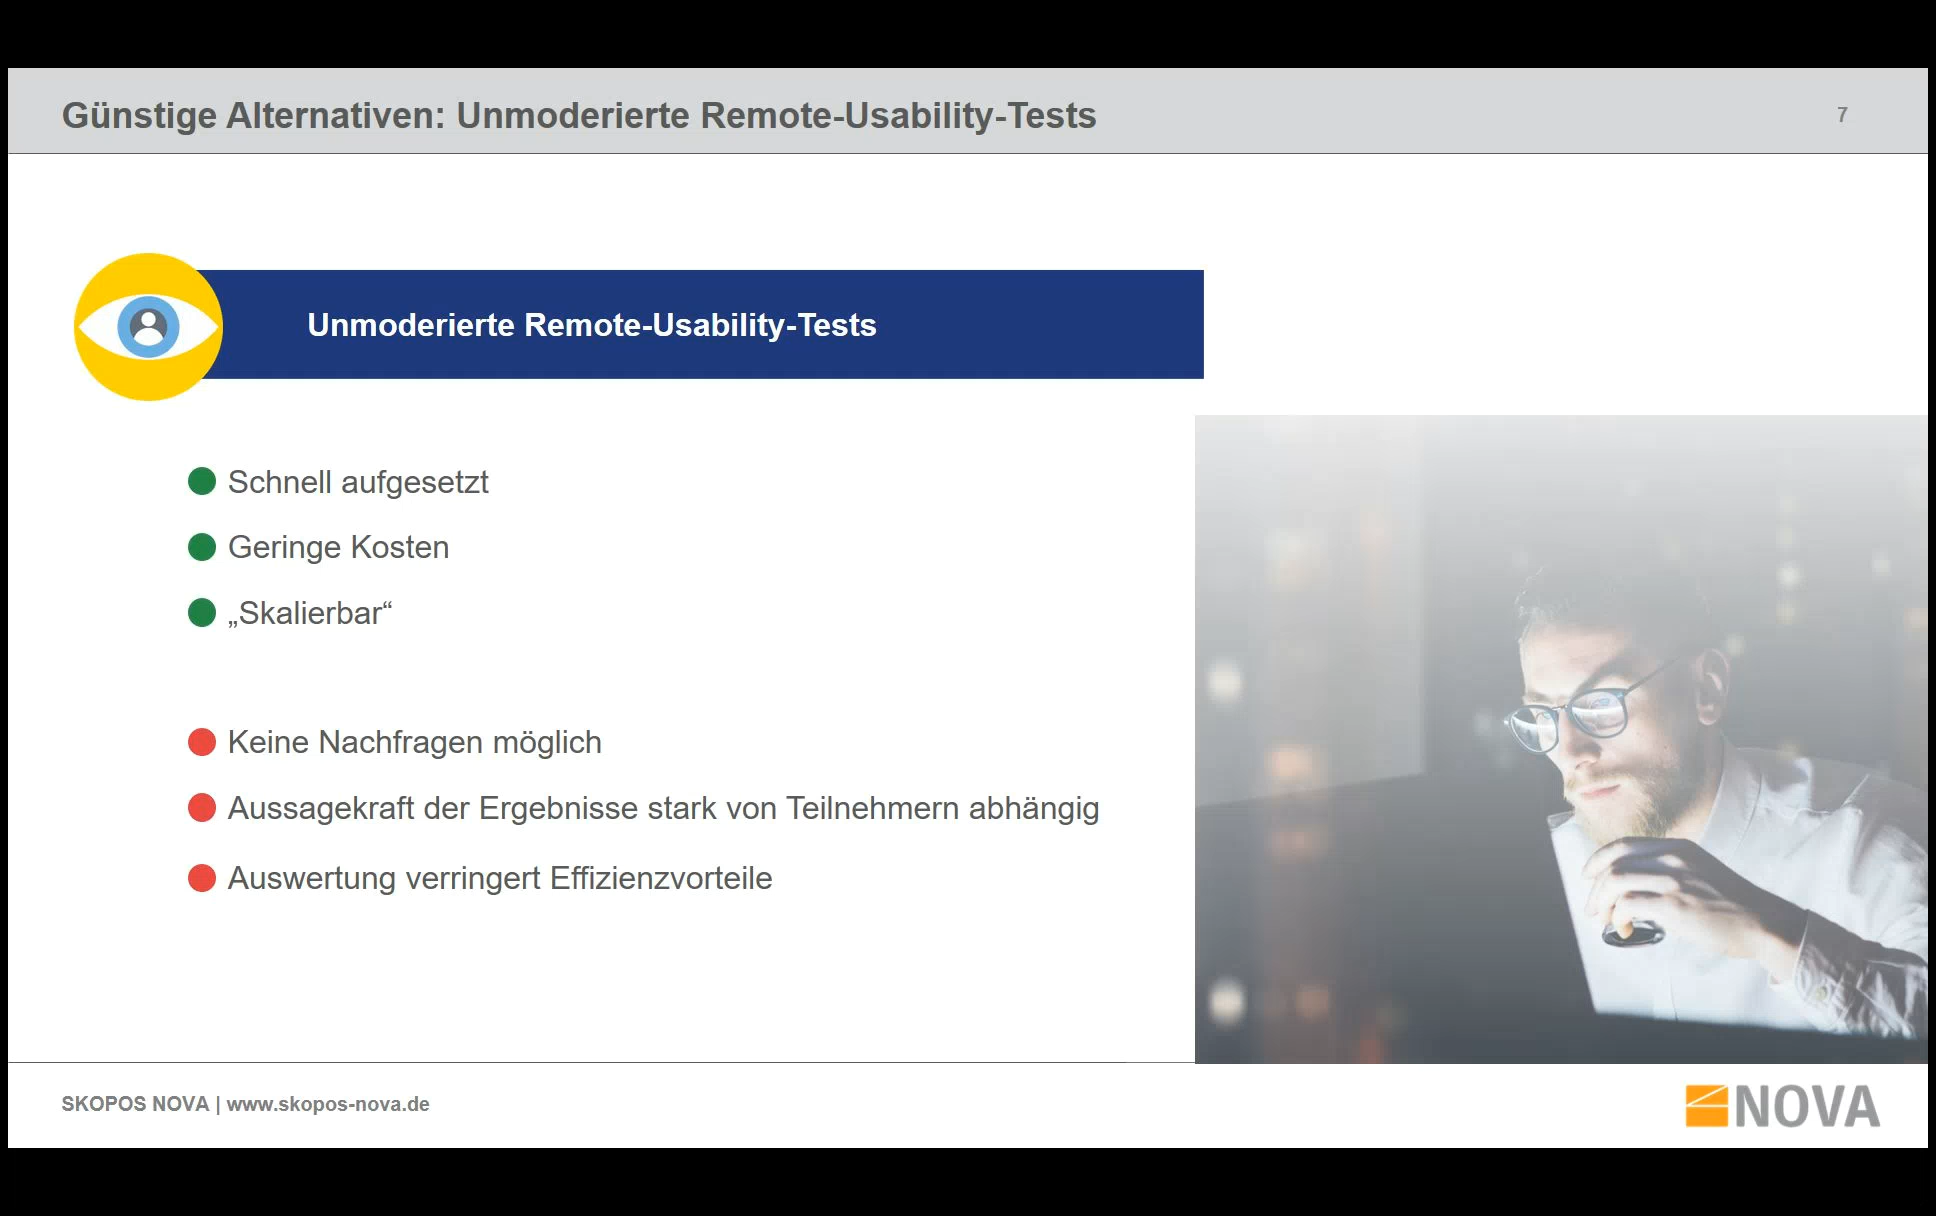 Günstige Alternativen: Unmoderierte Remote-Usability-Tests
7
Unmoderierte Remote-Usability-Tests
Schnell aufgesetzt
Geringe Kosten
„Skalierbar“
Keine Nachfragen möglich
Aussagekraft der Ergebnisse stark von Teilnehmern abhängig
Auswertung verringert Effizienzvorteile
SKOPOS NOVA | www.skopos-nova.de
NOVA